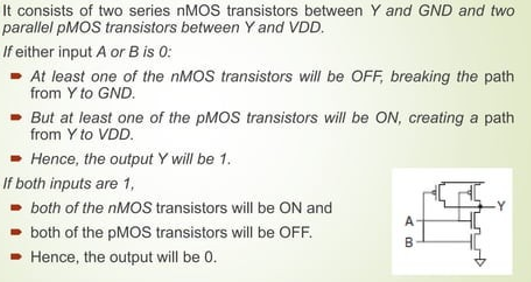 It consists of two series nMOS transistors between Y and GND and two
parallel pMOS transistors between Y and VDD.
If either input A or B is 0:
At least one of the nMOS transistors will be OFF, breaking the path
from Y to GND.
But at least one of the pMOS transistors will be ON, creating a path
from Y to VDD.
Hence, the output Y will be 1.
If both inputs are 1,
both of the nMOS transistors will be ON and
both of the pMOS transistors will be OFF.
Hence, the output will be 0.
Y
A
B